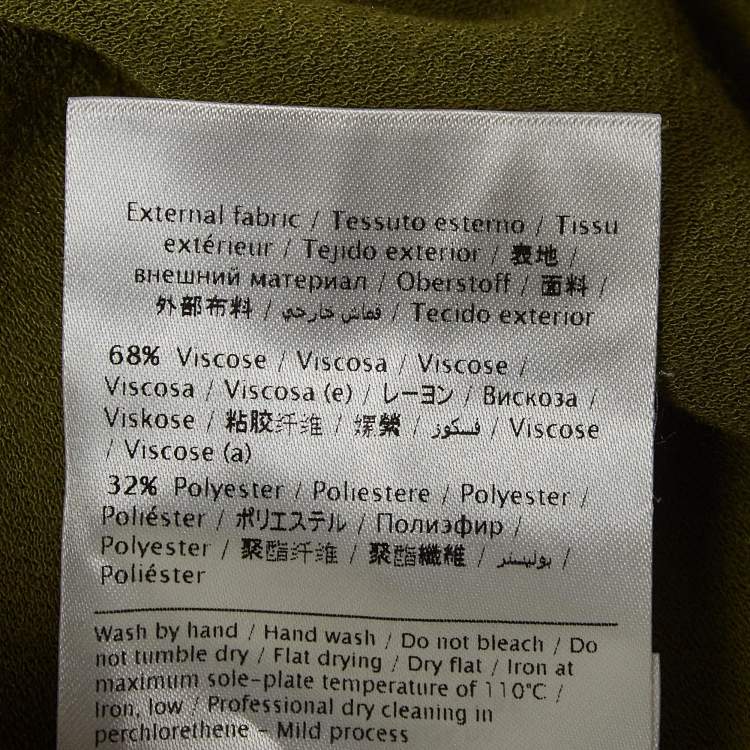 External fabric / Tessuto esterno / Tissu
extérieur / Tejido exterior / 表地 /
внешний материал / Oberstoff / 面料 /
外部布料 / قماش خارجي / Tecido exterior
68% Viscose / Viscosa / Viscose /
Viscosa / Viscosa (e) / レーヨン / Вискоза /
Viskose / 粘胶纤维 / 嫘縈 / فسكوز / Viscose
/ Viscose (a)
32% Polyester / Poliestere / Polyester /
Poliéster / ポリエステル / Полиэфир /
Polyester / 聚酯纤维 / 聚酯纖維 / بوليستر /
Poliéster
Wash by hand / Hand wash / Do not bleach / Do
not tumble dry / Flat drying / Dry flat / Iron at
maximum sole-plate temperature of 110°C /
Iron, low / Professional dry cleaning in
perchlorethene - Mild process